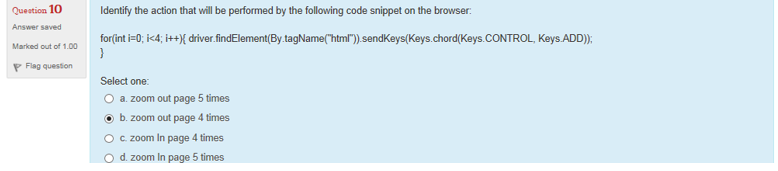 Question 10
Answer saved
Marked out of 1.00
Flag question
Identify the action that will be performed by the following code snippet on the browser:
for(int i=0; i<4; i++){ driver.findElement(By.tagName("html")).sendKeys(Keys.chord(Keys.CONTROL, Keys.ADD));
}
Select one:
a. zoom out page 5 times
b. zoom out page 4 times
c. zoom In page 4 times
d. zoom In page 5 times